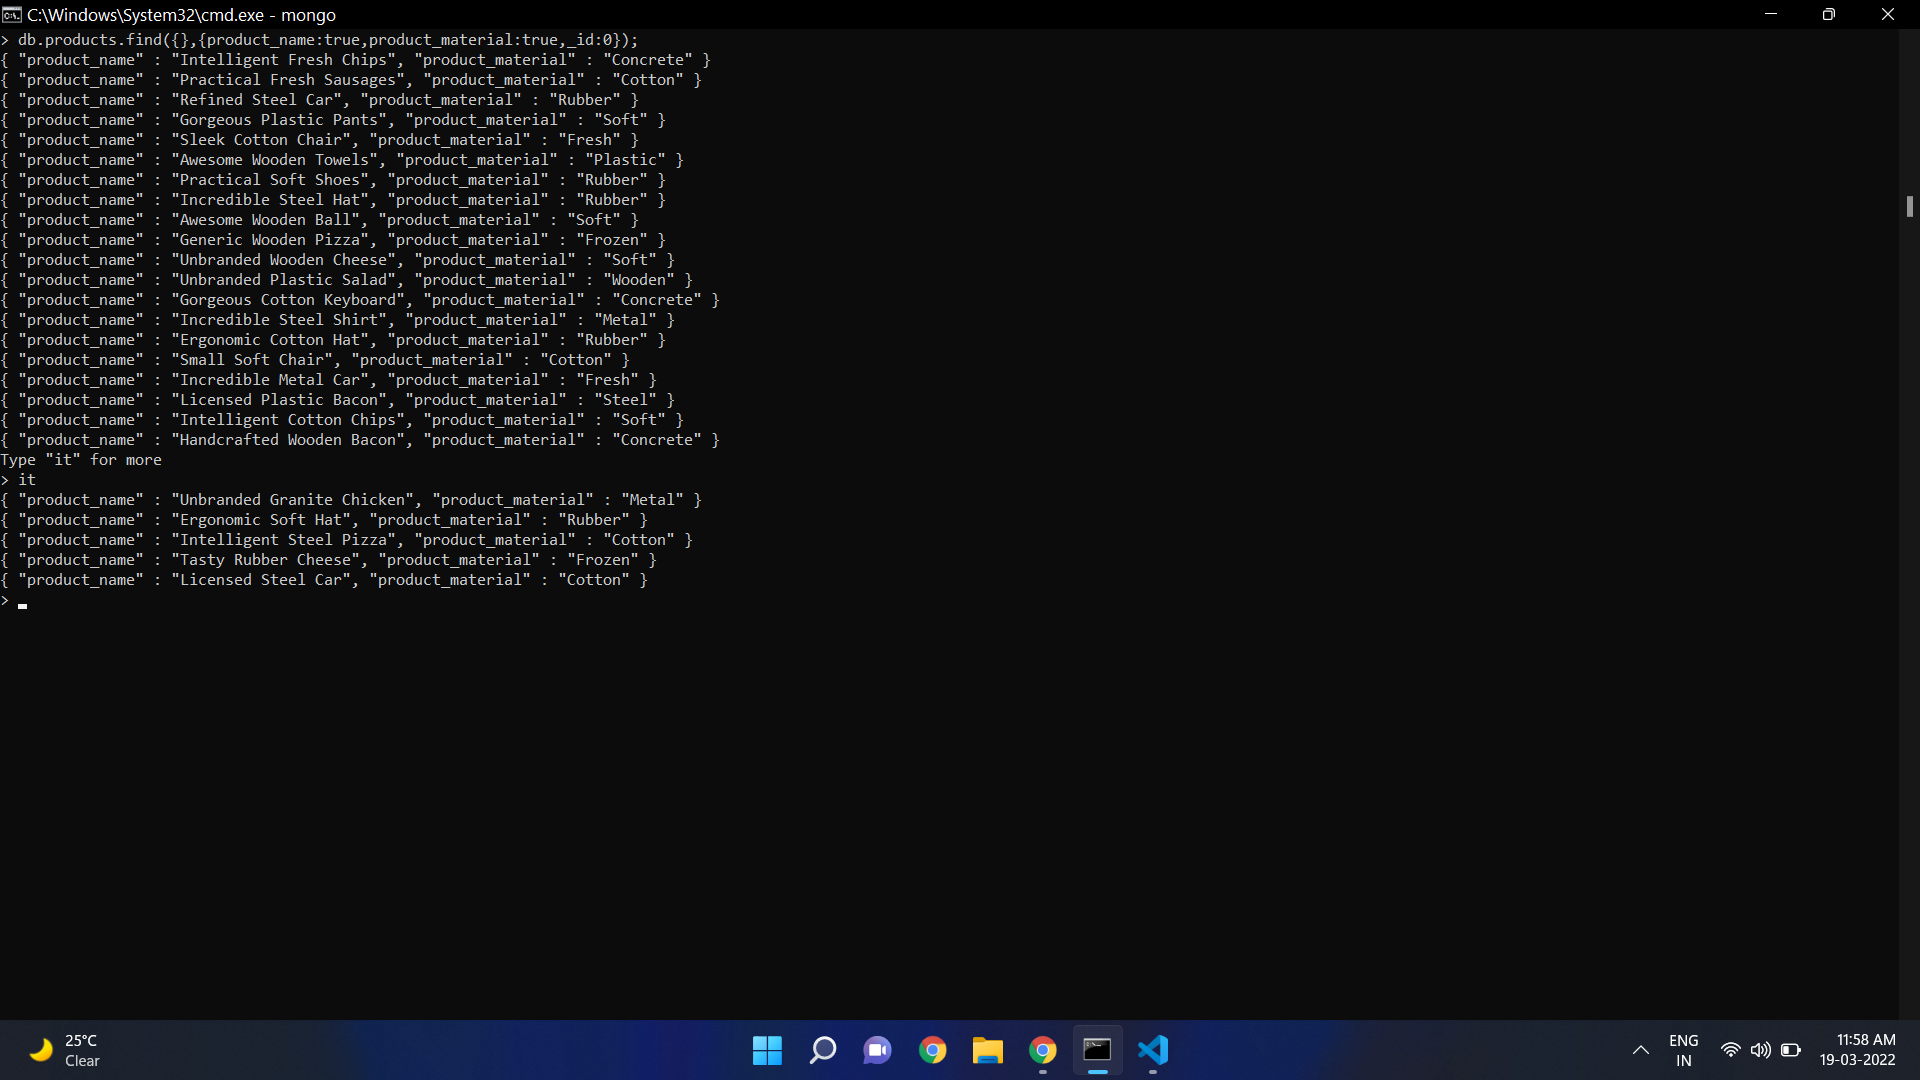 C:\Windows\System32\cmd.exe - mongo
> db.products.find({},{product_name:true,product_material:true,_id:0});
{ "product_name" : "Intelligent Fresh Chips", "product_material" : "Concrete" }
{ "product_name" : "Practical Fresh Sausages", "product_material" : "Cotton" }
{ "product_name" : "Refined Steel Car", "product_material" : "Rubber" }
{ "product_name" : "Gorgeous Plastic Pants", "product_material" : "Soft" }
{ "product_name" : "Sleek Cotton Chair", "product_material" : "Fresh" }
{ "product_name" : "Awesome Wooden Towels", "product_material" : "Plastic" }
{ "product_name" : "Practical Soft Shoes", "product_material" : "Rubber" }
{ "product_name" : "Incredible Steel Hat", "product_material" : "Rubber" }
{ "product_name" : "Awesome Wooden Ball", "product_material" : "Soft" }
{ "product_name" : "Generic Wooden Pizza", "product_material" : "Frozen" }
{ "product_name" : "Unbranded Wooden Cheese", "product_material" : "Soft" }
{ "product_name" : "Unbranded Plastic Salad", "product_material" : "Wooden" }
{ "product_name" : "Gorgeous Cotton Keyboard", "product_material" : "Concrete" }
{ "product_name" : "Incredible Steel Shirt", "product_material" : "Metal" }
{ "product_name" : "Ergonomic Cotton Hat", "product_material" : "Rubber" }
{ "product_name" : "Small Soft Chair", "product_material" : "Cotton" }
{ "product_name" : "Incredible Metal Car", "product_material" : "Fresh" }
{ "product_name" : "Licensed Plastic Bacon", "product_material" : "Steel" }
{ "product_name" : "Intelligent Cotton Chips", "product_material" : "Soft" }
{ "product_name" : "Handcrafted Wooden Bacon", "product_material" : "Concrete" }
Type "it" for more
> it
{ "product_name" : "Unbranded Granite Chicken", "product_material" : "Metal" }
{ "product_name" : "Ergonomic Soft Hat", "product_material" : "Rubber" }
{ "product_name" : "Intelligent Steel Pizza", "product_material" : "Cotton" }
{ "product_name" : "Tasty Rubber Cheese", "product_material" : "Frozen" }
{ "product_name" : "Licensed Steel Car", "product_material" : "Cotton" }
>
25°C
Clear
ENG
IN
11:58 AM
19-03-2022